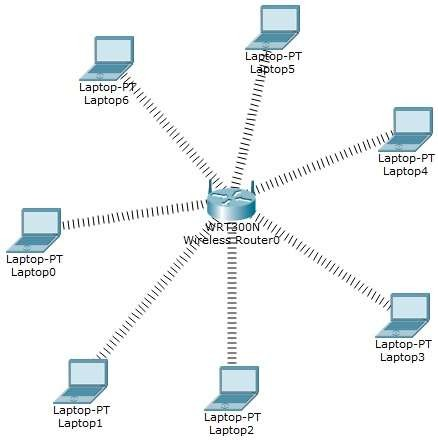 Laptop-PT
Laptop5
Laptop-PT
Laptop6
Laptop-PT
Laptop4
WRT300N
Wireless Router0
Laptop-PT
Laptop0
Laptop-PT
Laptop3
Laptop-PT
Laptop1
Laptop-PT
Laptop2